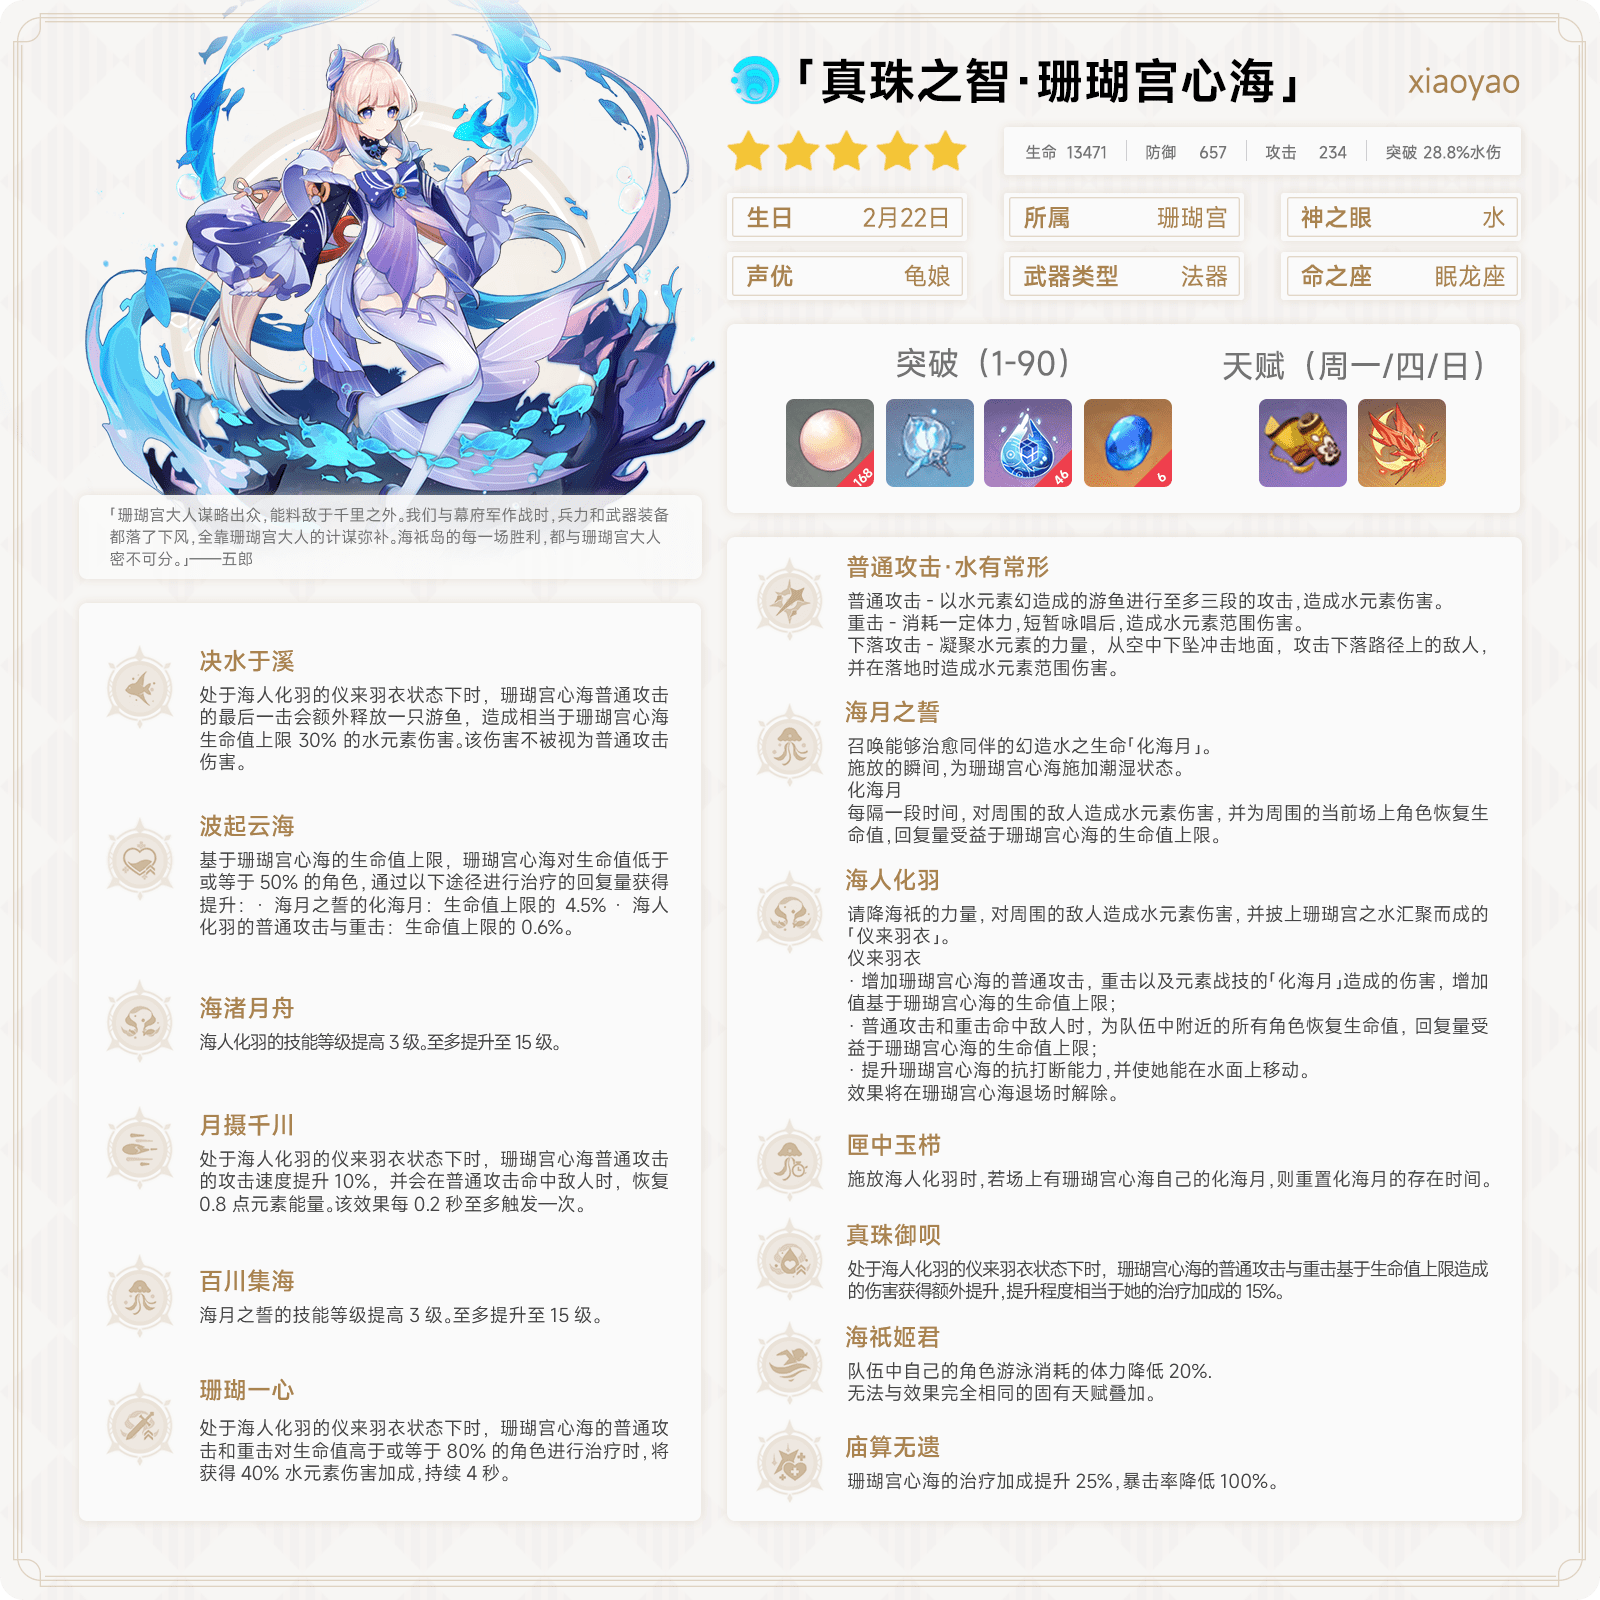 「真珠之智·珊瑚宫心海」
xiaoyao
生命 13471
防御 657
攻击 234
突破 28.8%水伤
生日 2月22日
所属 珊瑚宫
神之眼 水
声优 龟娘
武器类型 法器
命之座 眠龙座
突破（1-90）
天赋（周一/四/日）
168
46
6
「珊瑚宫大人谋略出众,能料敌于千里之外。我们与幕府军作战时,兵力和武器装备
都落了下风,全靠珊瑚宫大人的计谋弥补。海祇岛的每一场胜利,都与珊瑚宫大人
密不可分。」——五郎
决水于溪
处于海人化羽的仪来羽衣状态下时，珊瑚宫心海普通攻击
的最后一击会额外释放一只游鱼，造成相当于珊瑚宫心海
生命值上限 30% 的水元素伤害。该伤害不被视为普通攻击
伤害。
波起云海
基于珊瑚宫心海的生命值上限，珊瑚宫心海对生命值低于
或等于 50% 的角色,通过以下途径进行治疗的回复量获得
提升：· 海月之誓的化海月：生命值上限的 4.5% · 海人
化羽的普通攻击与重击：生命值上限的 0.6%。
海渚月舟
海人化羽的技能等级提高 3 级。至多提升至 15 级。
月摄千川
处于海人化羽的仪来羽衣状态下时，珊瑚宫心海普通攻击
的攻击速度提升 10%，并会在普通攻击命中敌人时，恢复
0.8 点元素能量。该效果每 0.2 秒至多触发一次。
百川集海
海月之誓的技能等级提高 3 级。至多提升至 15 级。
珊瑚一心
处于海人化羽的仪来羽衣状态下时，珊瑚宫心海的普通攻
击和重击对生命值高于或等于 80% 的角色进行治疗时,将
获得 40% 水元素伤害加成,持续 4 秒。
普通攻击·水有常形
普通攻击 - 以水元素幻造成的游鱼进行至多三段的攻击,造成水元素伤害。
重击 - 消耗一定体力,短暂咏唱后,造成水元素范围伤害。
下落攻击 - 凝聚水元素的力量，从空中下坠冲击地面，攻击下落路径上的敌人,
并在落地时造成水元素范围伤害。
海月之誓
召唤能够治愈同伴的幻造水之生命「化海月」。
施放的瞬间,为珊瑚宫心海施加潮湿状态。
化海月
每隔一段时间，对周围的敌人造成水元素伤害，并为周围的当前场上角色恢复生
命值,回复量受益于珊瑚宫心海的生命值上限。
海人化羽
请降海祇的力量，对周围的敌人造成水元素伤害，并披上珊瑚宫之水汇聚而成的
「仪来羽衣」。
仪来羽衣
· 增加珊瑚宫心海的普通攻击，重击以及元素战技的「化海月」造成的伤害，增加
值基于珊瑚宫心海的生命值上限；
· 普通攻击和重击命中敌人时，为队伍中附近的所有角色恢复生命值，回复量受
益于珊瑚宫心海的生命值上限；
· 提升珊瑚宫心海的抗打断能力,并使她能在水面上移动。
效果将在珊瑚宫心海退场时解除。
匣中玉栉
施放海人化羽时,若场上有珊瑚宫心海自己的化海月,则重置化海月的存在时间。
真珠御呗
处于海人化羽的仪来羽衣状态下时，珊瑚宫心海的普通攻击与重击基于生命值上限造成
的伤害获得额外提升,提升程度相当于她的治疗加成的 15%。
海祇姬君
队伍中自己的角色游泳消耗的体力降低 20%.
无法与效果完全相同的固有天赋叠加。
庙算无遗
珊瑚宫心海的治疗加成提升 25%,暴击率降低 100%。